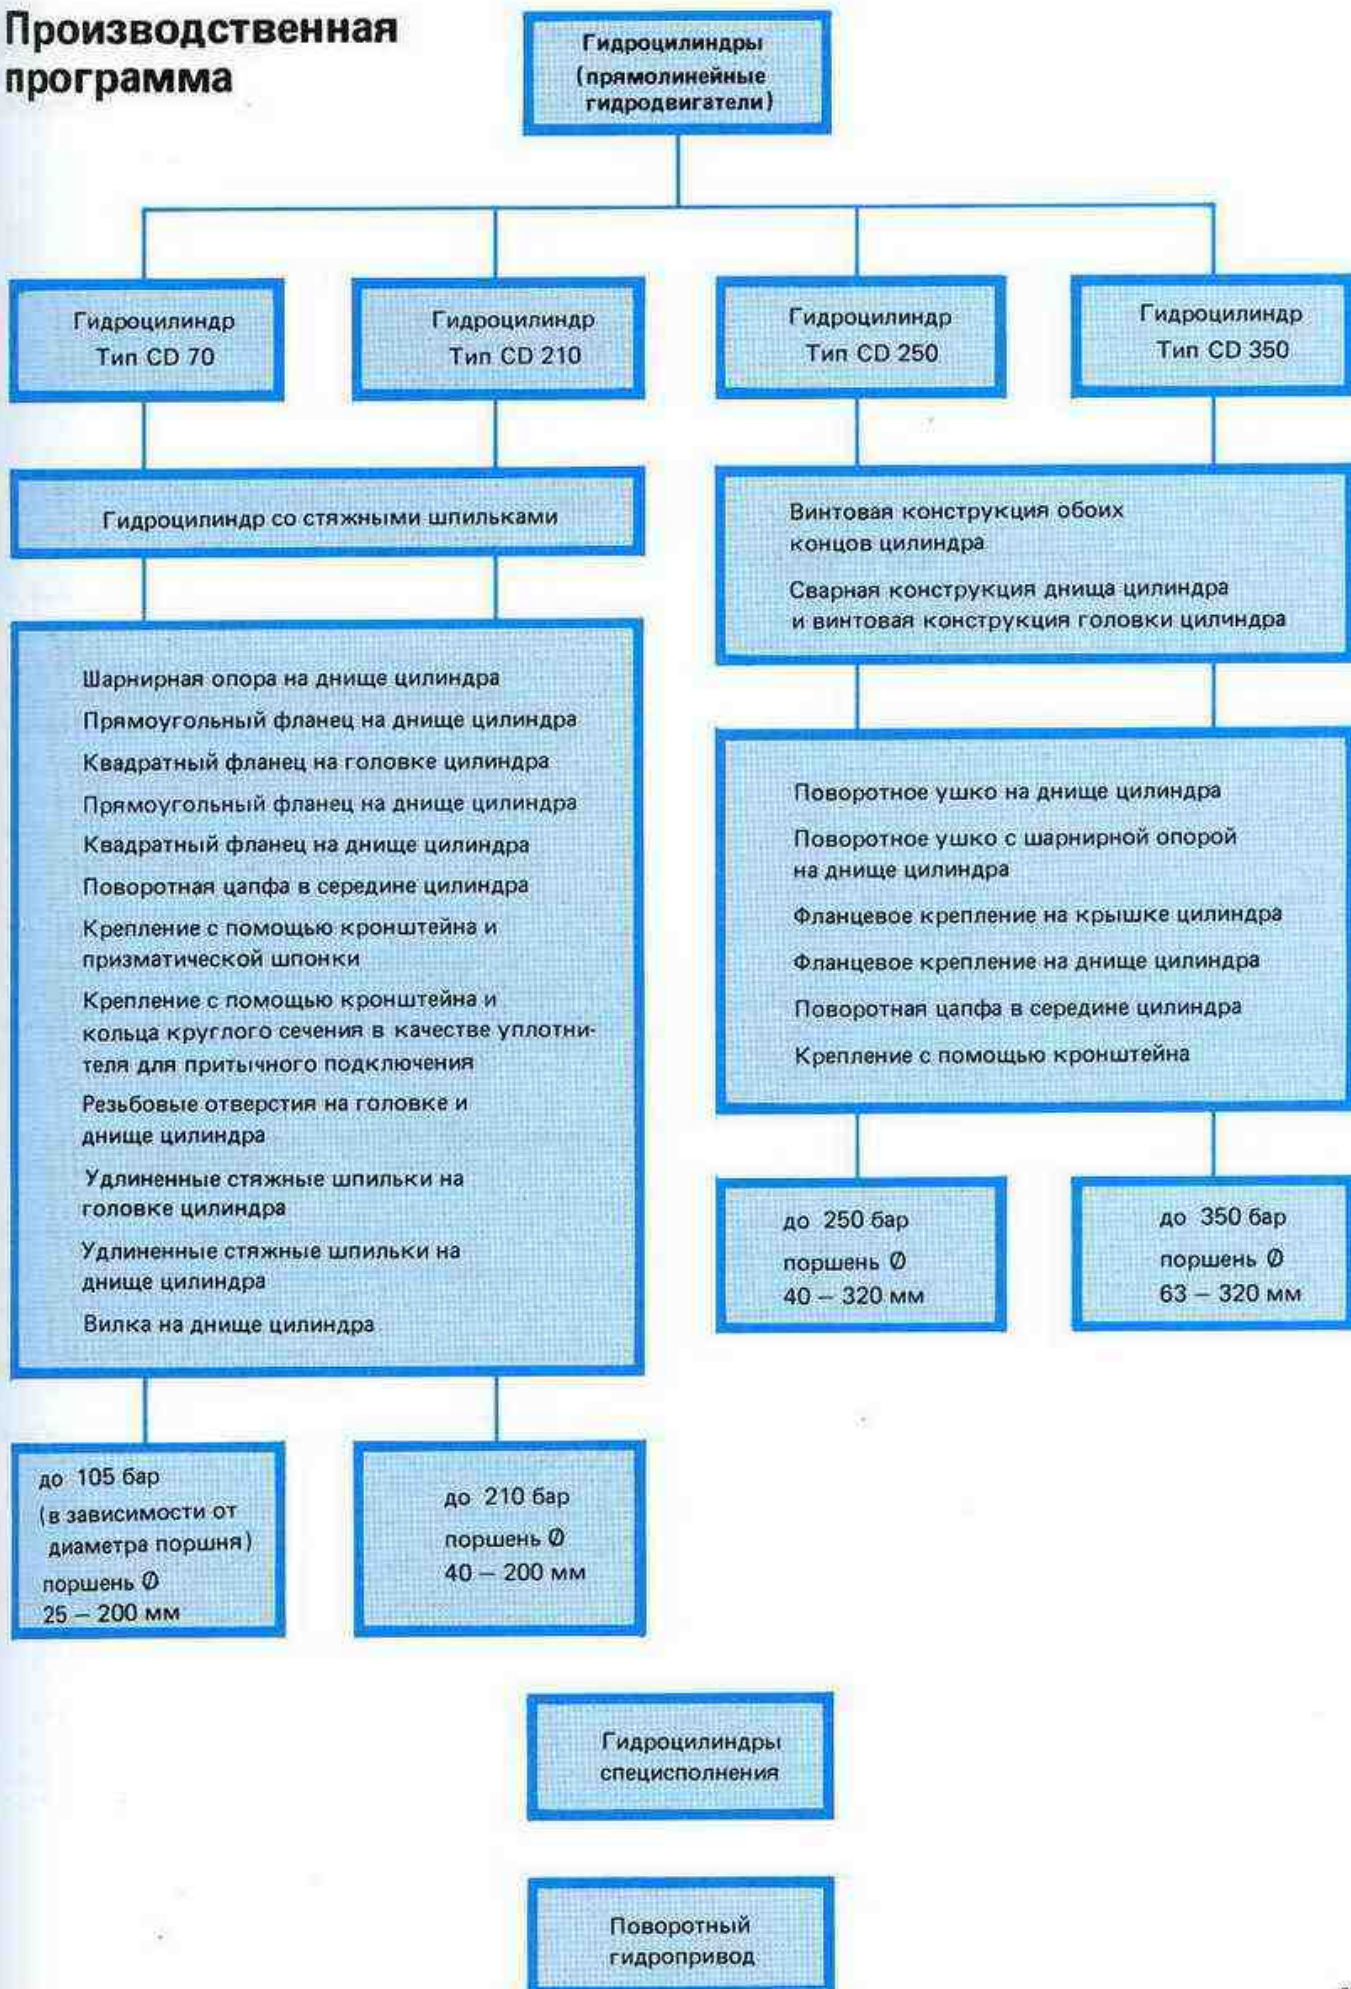 Производственная
программа
Гидроцилиндры
(прямолинейные
гидродвигатели)
Гидроцилиндр
Тип CD 70
Гидроцилиндр
Тип CD 210
Гидроцилиндр
Тип CD 250
Гидроцилиндр
Тип CD 350
Гидроцилиндр со стяжными шпильками
Винтовая конструкция обоих
концов цилиндра
Сварная конструкция днища цилиндра
и винтовая конструкция головки цилиндра
Шарнирная опора на днище цилиндра
Прямоугольный фланец на днище цилиндра
Квадратный фланец на головке цилиндра
Прямоугольный фланец на днище цилиндра
Квадратный фланец на днище цилиндра
Поворотная цапфа в середине цилиндра
Крепление с помощью кронштейна и
призматической шпонки
Крепление с помощью кронштейна и
кольца круглого сечения в качестве уплотни-
теля для притычного подключения
Резьбовые отверстия на головке и
днище цилиндра
Удлиненные стяжные шпильки на
головке цилиндра
Удлиненные стяжные шпильки на
днище цилиндра
Вилка на днище цилиндра
Поворотное ушко на днище цилиндра
Поворотное ушко с шарнирной опорой
на днище цилиндра
Фланцевое крепление на крышке цилиндра
Фланцевое крепление на днище цилиндра
Поворотная цапфа в середине цилиндра
Крепление с помощью кронштейна
до 250 бар
поршень Ø
40 – 320 мм
до 350 бар
поршень Ø
63 – 320 мм
до 105 бар
(в зависимости от
диаметра поршня)
поршень Ø
25 – 200 мм
до 210 бар
поршень Ø
40 – 200 мм
Гидроцилиндры
специсполнения
Поворотный
гидропривод